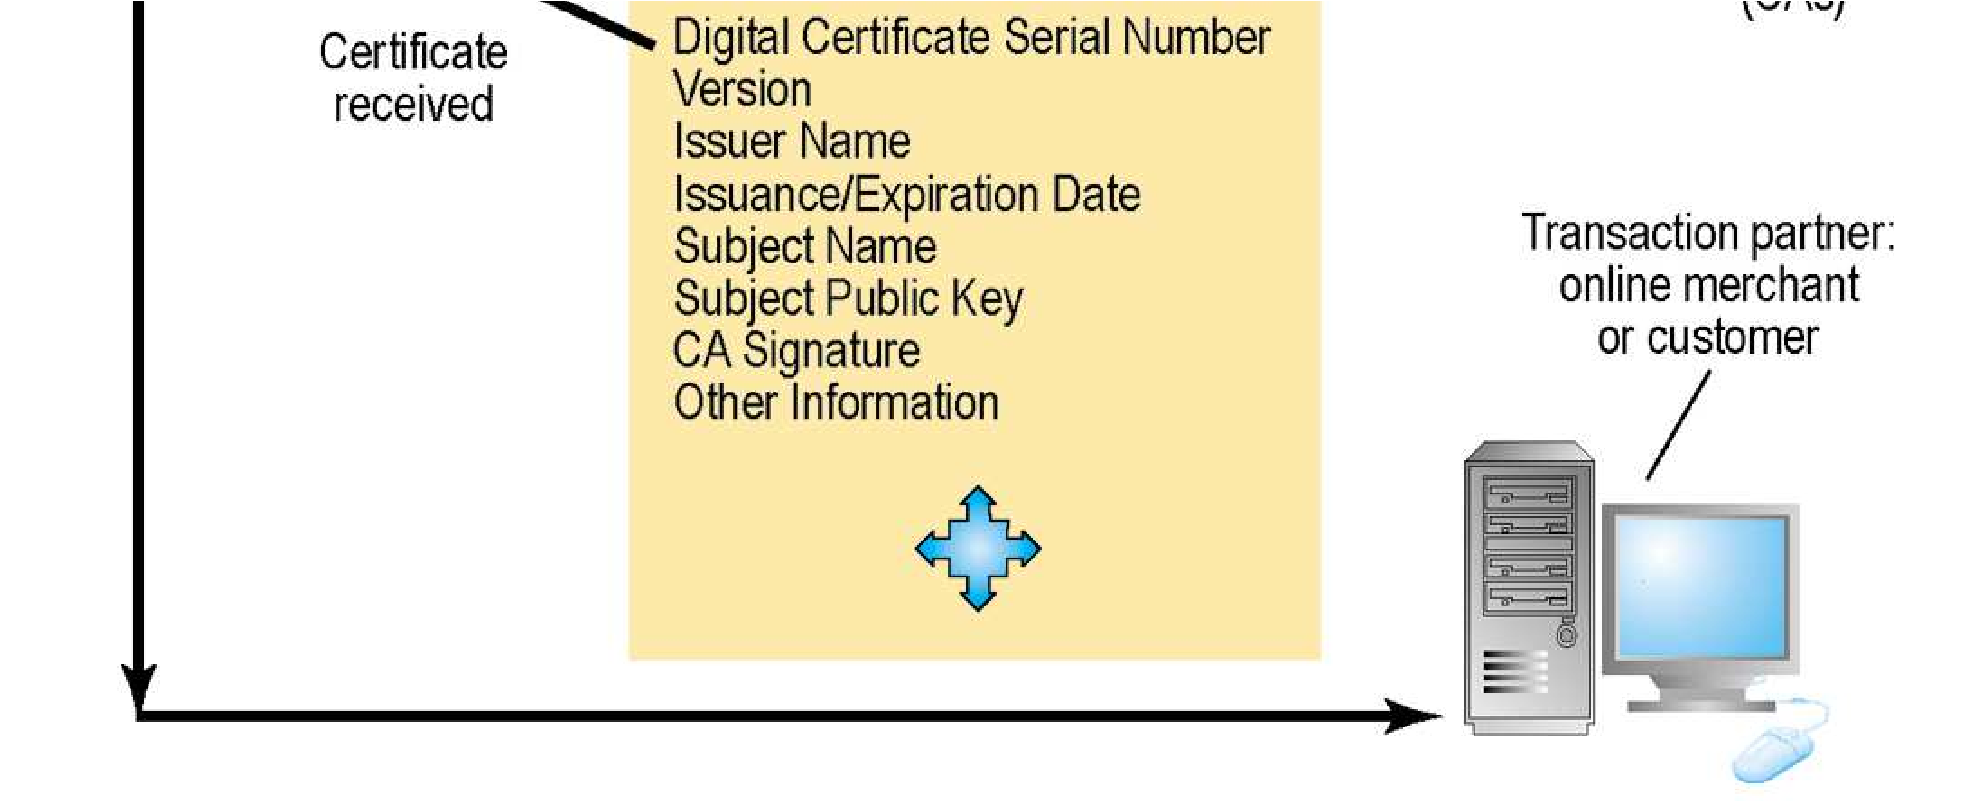 (CAs)
Certificate
received
Digital Certificate Serial Number
Version
Issuer Name
Issuance/Expiration Date
Subject Name
Subject Public Key
CA Signature
Other Information
Transaction partner:
online merchant
or customer